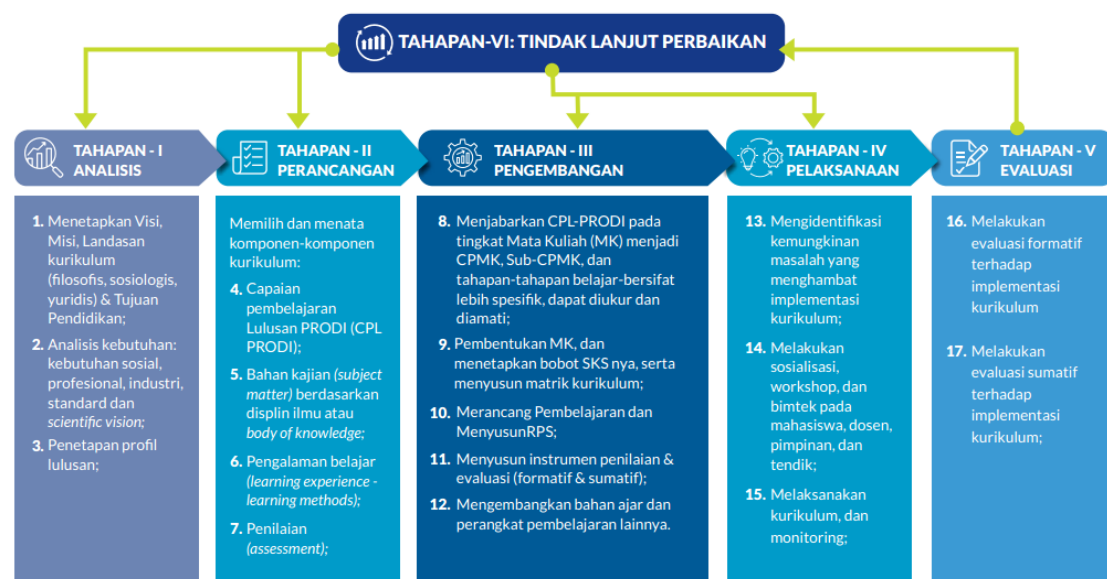 TAHAPAN-VI: TINDAK LANJUT PERBAIKAN
TAHAPAN - I
ANALISIS
1. Menetapkan Visi,
Misi, Landasan
kurikulum
(filosofis, sosiologis,
yuridis) & Tujuan
Pendidikan;
2. Analisis kebutuhan:
kebutuhan sosial,
profesional, industri,
standard dan
scientific vision;
3. Penetapan profil
lulusan;
TAHAPAN - II
PERANCANGAN
Memilih dan menata
komponen-komponen
kurikulum:
4. Capaian
pembelajaran
Lulusan PRODI (CPL
PRODI);
5. Bahan kajian (subject
matter) berdasarkan
displin ilmu atau
body of knowledge;
6. Pengalaman belajar
(learning experience -
learning methods);
7. Penilaian
(assessment);
TAHAPAN - III
PENGEMBANGAN
8. Menjabarkan CPL-PRODI pada
tingkat Mata Kuliah (MK) menjadi
CPMK, Sub-CPMK, dan
tahapan-tahapan belajar-bersifat
lebih spesifik, dapat diukur dan
diamati;
9. Pembentukan MK, dan
menetapkan bobot SKS nya, serta
menyusun matrik kurikulum;
10. Merancang Pembelajaran dan
MenyusunRPS;
11. Menyusun instrumen penilaian &
evaluasi (formatif & sumatif);
12. Mengembangkan bahan ajar dan
perangkat pembelajaran lainnya.
TAHAPAN - IV
PELAKSANAAN
13. Mengidentifikasi
kemungkinan
masalah yang
menghambat
implementasi
kurikulum;
14. Melakukan
sosialisasi,
workshop, dan
bimtek pada
mahasiswa, dosen,
pimpinan, dan
tendik;
15. Melaksanakan
kurikulum, dan
monitoring;
TAHAPAN - V
EVALUASI
16. Melakukan
evaluasi formatif
terhadap
implementasi
kurikulum
17. Melakukan
evaluasi sumatif
terhadap
implementasi
kurikulum;